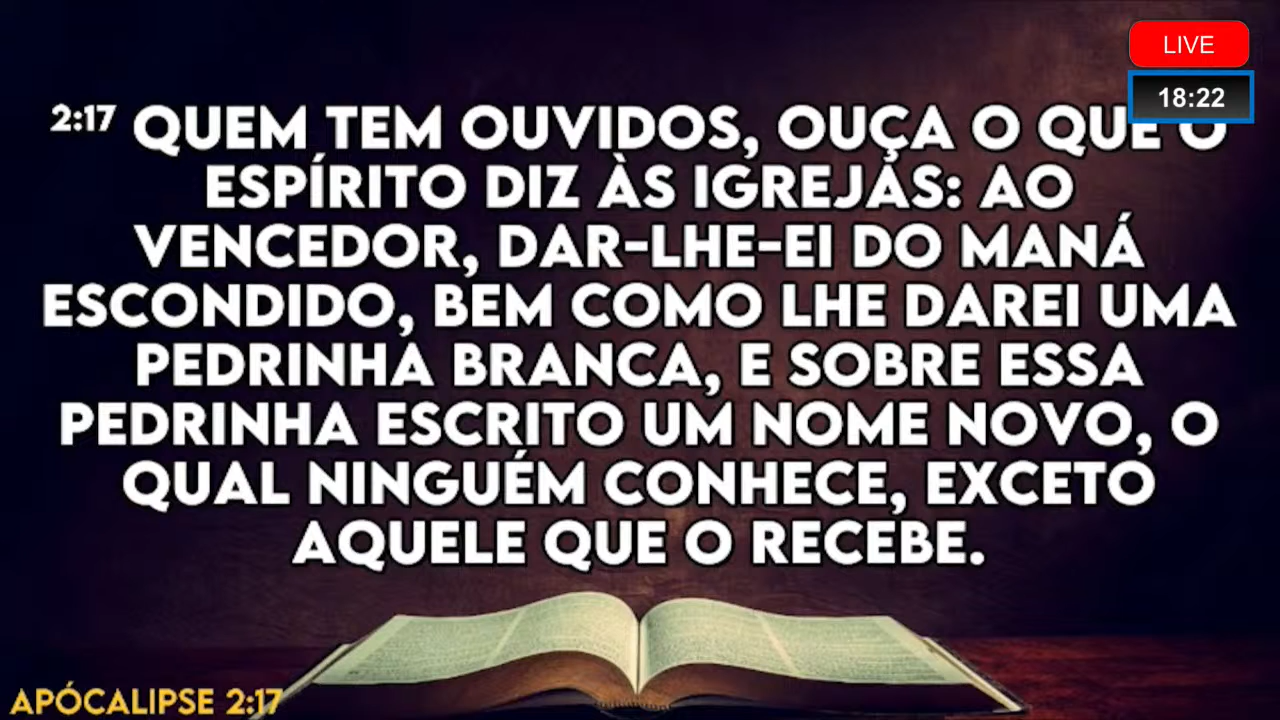 LIVE
18:22
2:17 QUEM TEM OUVIDOS, OUÇA O QUE O
ESPÍRITO DIZ ÀS IGREJAS: AO
VENCEDOR, DAR-LHE-EI DO MANÁ
ESCONDIDO, BEM COMO LHE DAREI UMA
PEDRINHA BRANCA, E SOBRE ESSA
PEDRINHA ESCRITO UM NOME NOVO, O
QUAL NINGUÉM CONHECE, EXCETO
AQUELE QUE O RECEBE.
APÓCALIPSE 2:17